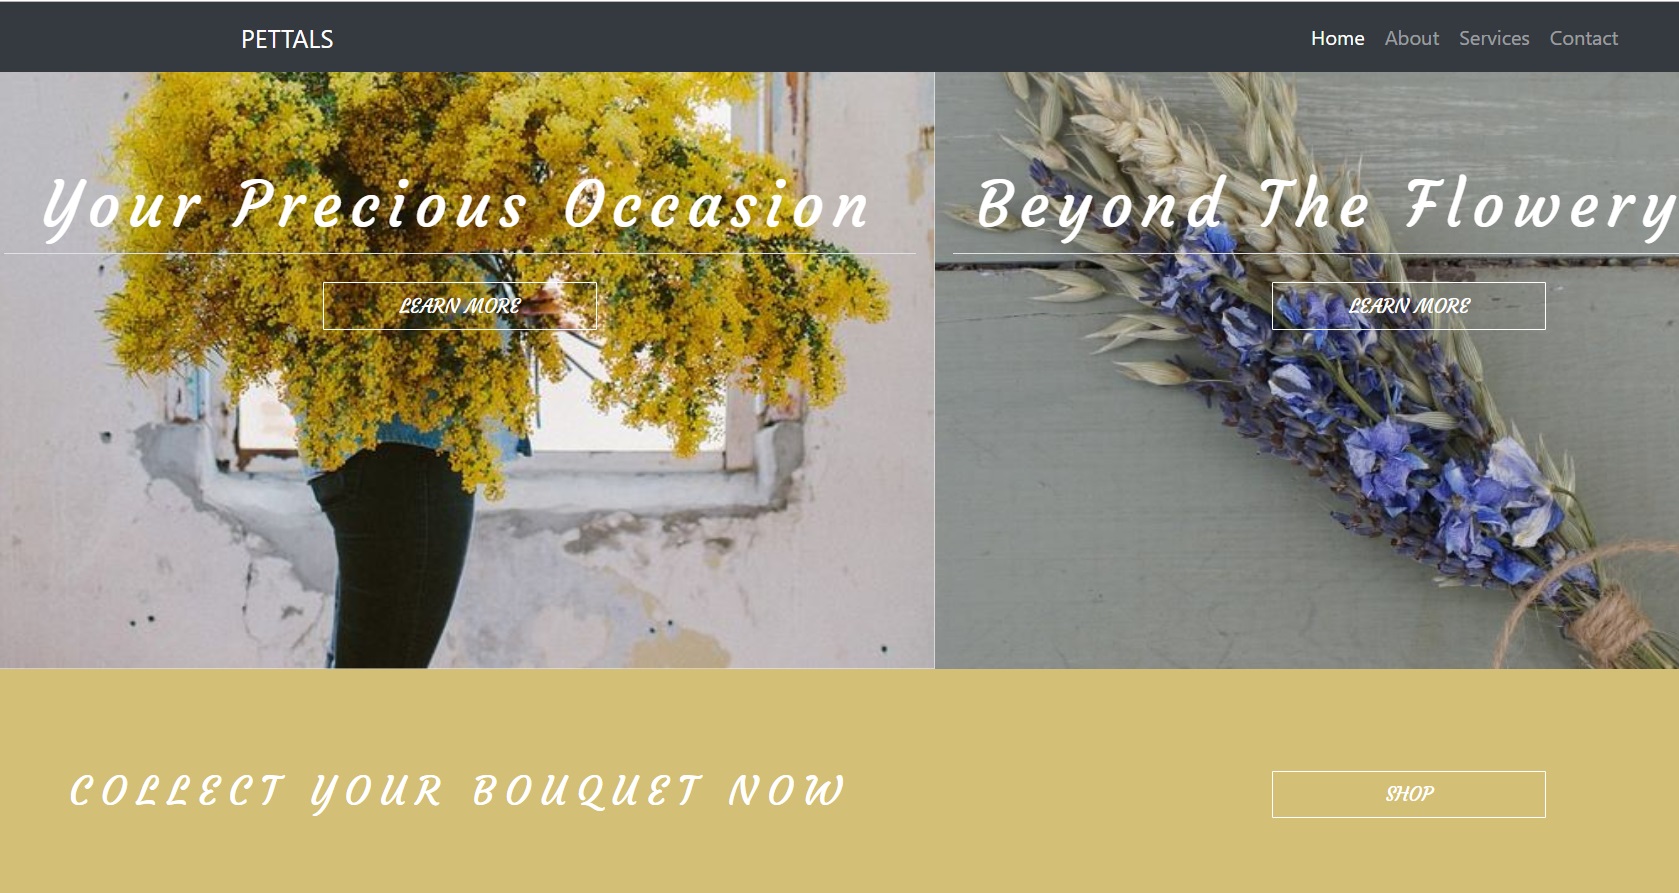 PETTALS
Home About Services Contact
Your Precious Occasion
LEARN MORE
Beyond The Flowery
LEARN MORE
COLLECT YOUR BOUQUET NOW
SHOP